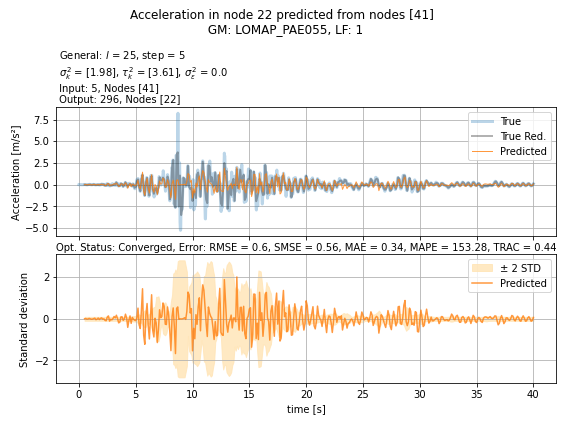 Acceleration in node 22 predicted from nodes [41]
GM: LOMAP_PAE055, LF: 1
General: l = 25, step = 5
σ²ₖ = [1.98], τ²ₖ = [3.61], σ²ε = 0.0
Input: 5, Nodes [41]
Output: 296, Nodes [22]
Acceleration [m/s²]
7.5
5.0
2.5
0.0
−2.5
−5.0
True
True Red.
Predicted
Opt. Status: Converged, Error: RMSE = 0.6, SMSE = 0.56, MAE = 0.34, MAPE = 153.28, TRAC = 0.44
Standard deviation
2
0
−2
± 2 STD
Predicted
0 5 10 15 20 25 30 35 40
time [s]